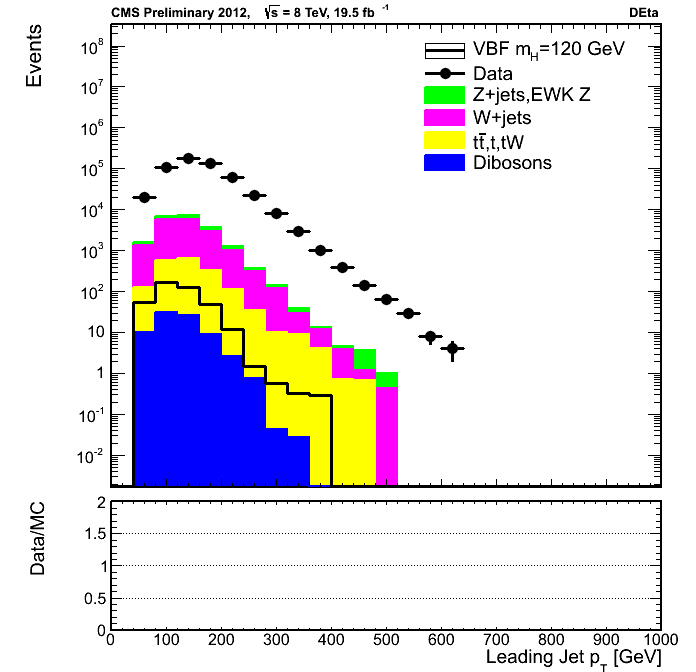 CMS Preliminary 2012, √s = 8 TeV, 19.5 fb⁻¹ DEta
Events
10⁸
10⁷
10⁶
10⁵
10⁴
10³
10²
10
1
10⁻¹
10⁻²
VBF m_H=120 GeV
Data
Z+jets,EWK Z
W+jets
tt̄,t,tW
Dibosons
Data/MC
2
1.5
1
0.5
0
0 100 200 300 400 500 600 700 800 900 1000
Leading Jet p_T [GeV]